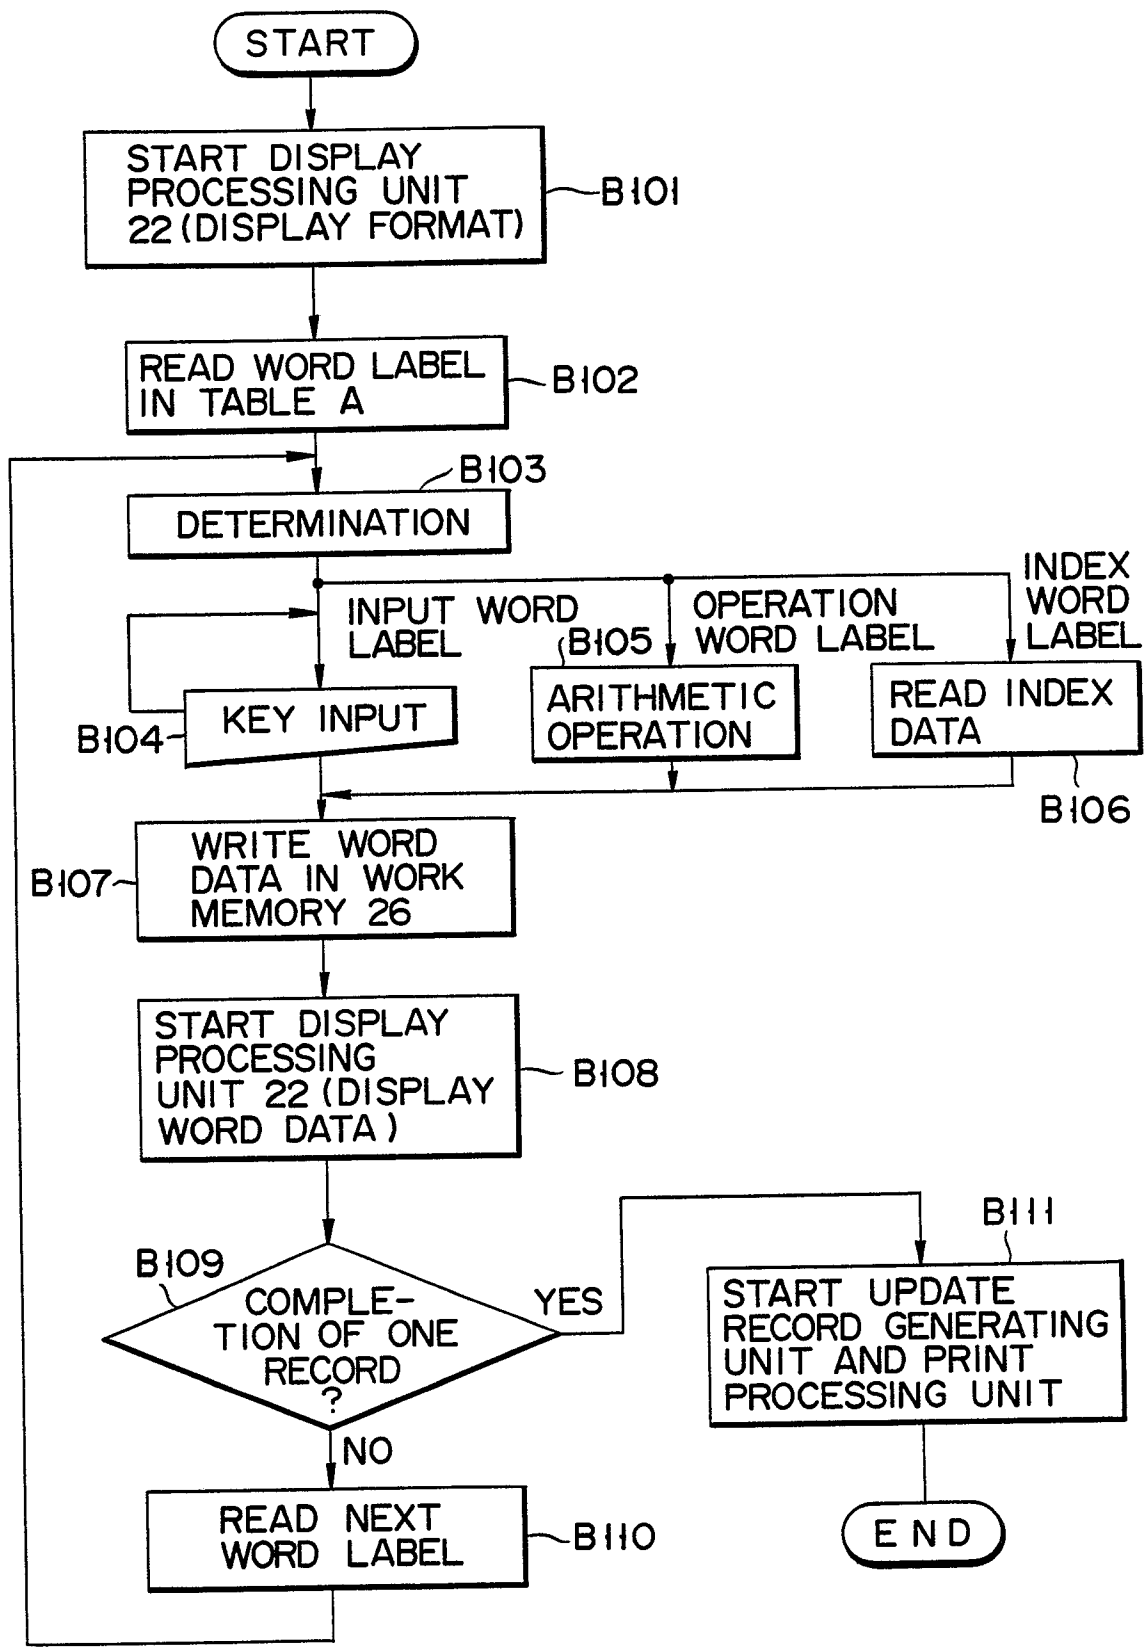 START
START DISPLAY
PROCESSING UNIT
22 (DISPLAY FORMAT)
B101
READ WORD LABEL
IN TABLE A
B102
B103
DETERMINATION
INPUT WORD
LABEL
OPERATION
WORD LABEL
INDEX
WORD
LABEL
B104
KEY INPUT
B105
ARITHMETIC
OPERATION
READ INDEX
DATA
B106
B107
WRITE WORD
DATA IN WORK
MEMORY 26
START DISPLAY
PROCESSING
UNIT 22 (DISPLAY
WORD DATA)
B108
B109
COMPLE-
TION OF ONE
RECORD
?
YES
NO
B111
START UPDATE
RECORD GENERATING
UNIT AND PRINT
PROCESSING UNIT
READ NEXT
WORD LABEL
B110
END